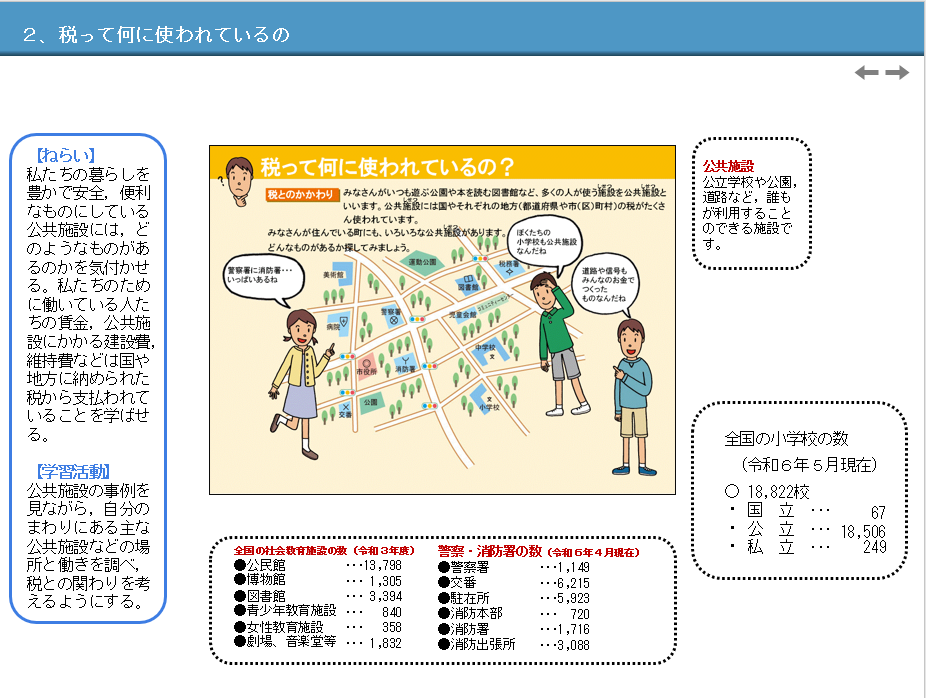 ２、税って何に使われているの
【ねらい】
私たちの暮らしを
豊かで安全，便利
なものにしている
公共施設には，ど
のようなものがあ
るのかを気付かせ
る。私たちのため
に働いている人た
ちの賃金，公共施
設にかかる建設費，
維持費などは国や
地方に納められた
税から支払われて
いることを学ばせ
る。
【学習活動】
公共施設の事例を
見ながら，自分の
まわりにある主な
公共施設などの場
所と働きを調べ，
税との関わりを考
えるようにする。
税って何に使われているの？
税とのかかわり
みなさんがいつも遊ぶ公園や本を読む図書館など、多くの人が使う施設を公共施設と
いいます。公共施設には国やそれぞれの地方（都道府県や市（区）町村）の税がたくさ
ん使われています。
みなさんが住んでいる町にも、いろいろな公共施設があります。
どんなものがあるか探してみましょう。
ぼくたちの
小学校も公共施設
なんだね
警察署に消防署・・・
いっぱいあるね
道路や信号も
みんなのお金で
つくった
ものなんだね
運動公園
税務署
美術館
図書館
コミュニティーセンター
児童会館
警察署
病院
中学校
市役所
消防署
公園
交番
小学校
公共施設
公立学校や公園，
道路など，誰も
が利用すること
のできる施設で
す。
全国の小学校の数
（令和６年５月現在）
○ 18,822校
・ 国　立 ･･･ 67
・ 公　立 ･･･ 18,506
・ 私　立 ･･･ 249
全国の社会教育施設の数（令和３年度）
●公民館 ･･･13,798
●博物館 ･･･ 1,305
●図書館 ･･･ 3,394
●青少年教育施設 ･･･ 840
●女性教育施設 ･･･ 358
●劇場、音楽堂等 ･･･ 1,832
警察・消防署の数（令和６年４月現在）
●警察署 ･･･1,149
●交番 ･･･6,215
●駐在所 ･･･5,923
●消防本部 ･･･ 720
●消防署 ･･･1,716
●消防出張所 ･･･3,088